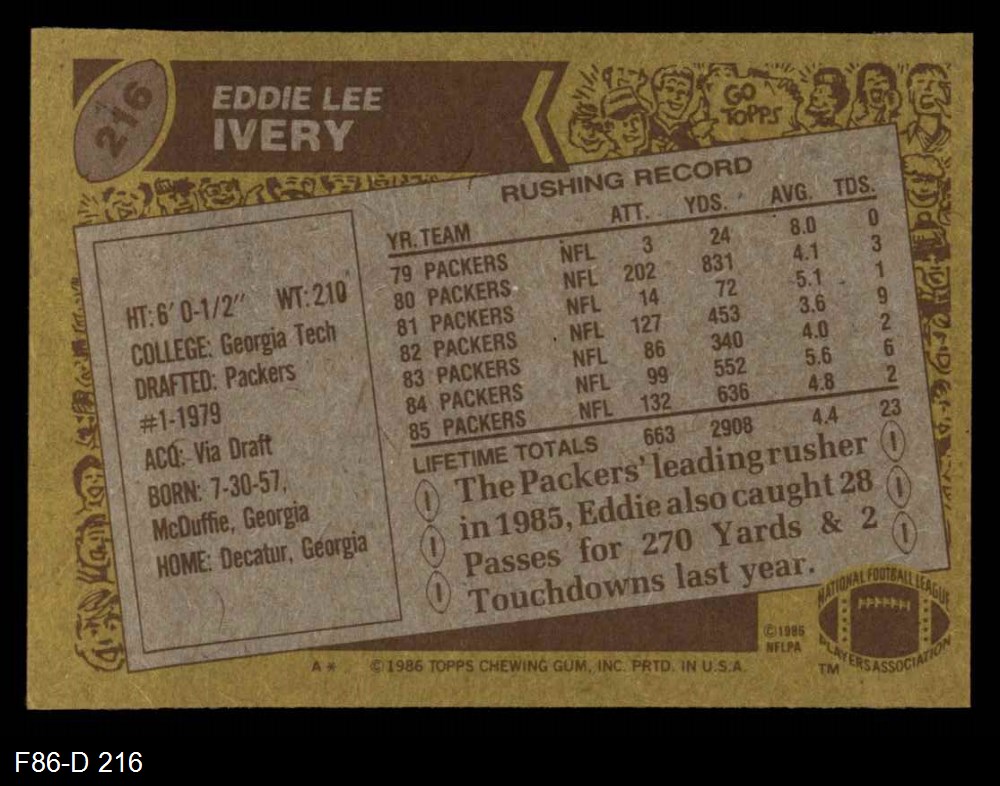 216
EDDIE LEE
IVERY
GO
TOPPS
RUSHING RECORD
YR. TEAM ATT. YDS. AVG. TDS.
79 PACKERS NFL 3 24 8.0 0
80 PACKERS NFL 202 831 4.1 3
81 PACKERS NFL 14 72 5.1 1
82 PACKERS NFL 127 453 3.6 9
83 PACKERS NFL 86 340 4.0 2
84 PACKERS NFL 99 552 5.6 6
85 PACKERS NFL 132 636 4.8 2
LIFETIME TOTALS 663 2908 4.4 23
HT: 6' 0-1/2" WT: 210
COLLEGE: Georgia Tech
DRAFTED: Packers
#1-1979
ACQ: Via Draft
BORN: 7-30-57,
McDuffie, Georgia
HOME: Decatur, Georgia
The Packers' leading rusher
in 1985, Eddie also caught 28
Passes for 270 Yards & 2
Touchdowns last year.
©1986
NFLPA
NATIONAL FOOTBALL LEAGUE
PLAYERS ASSOCIATION
TM
A* ©1986 TOPPS CHEWING GUM, INC. PRTD. IN U.S.A.
F86-D 216